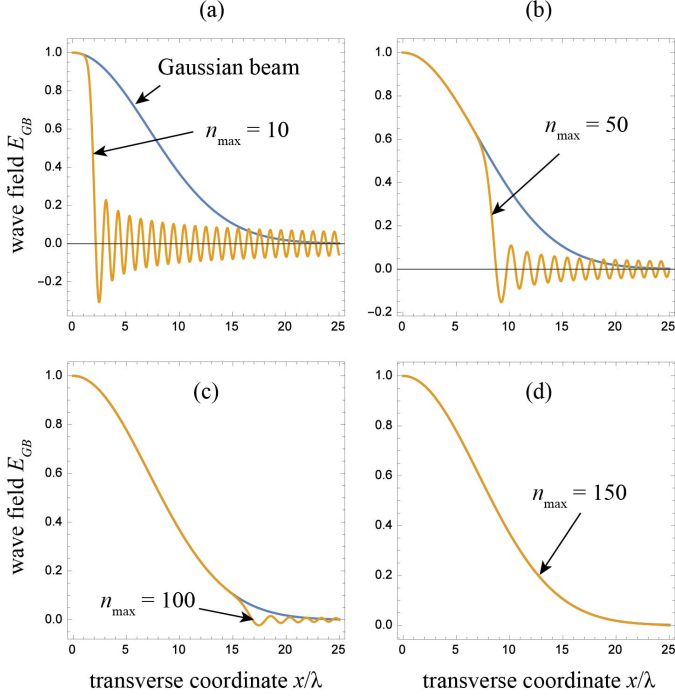 (a)
(b)
wave field E_GB
1.0
0.8
0.6
0.4
0.2
0.0
−0.2
Gaussian beam
n_max = 10
0 5 10 15 20 25
1.0
0.8
0.6
0.4
0.2
0.0
−0.2
n_max = 50
0 5 10 15 20 25
(c)
(d)
wave field E_GB
1.0
0.8
0.6
0.4
0.2
0.0
n_max = 100
0 5 10 15 20 25
transverse coordinate x/λ
1.0
0.8
0.6
0.4
0.2
0.0
n_max = 150
0 5 10 15 20 25
transverse coordinate x/λ